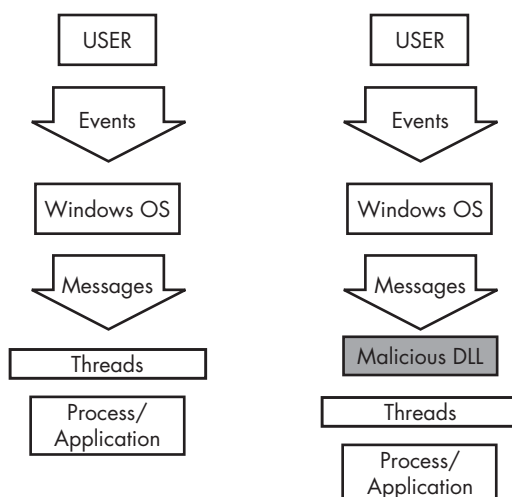 USER
Events
Windows OS
Messages
Threads
Process/
Application
USER
Events
Windows OS
Messages
Malicious DLL
Threads
Process/
Application